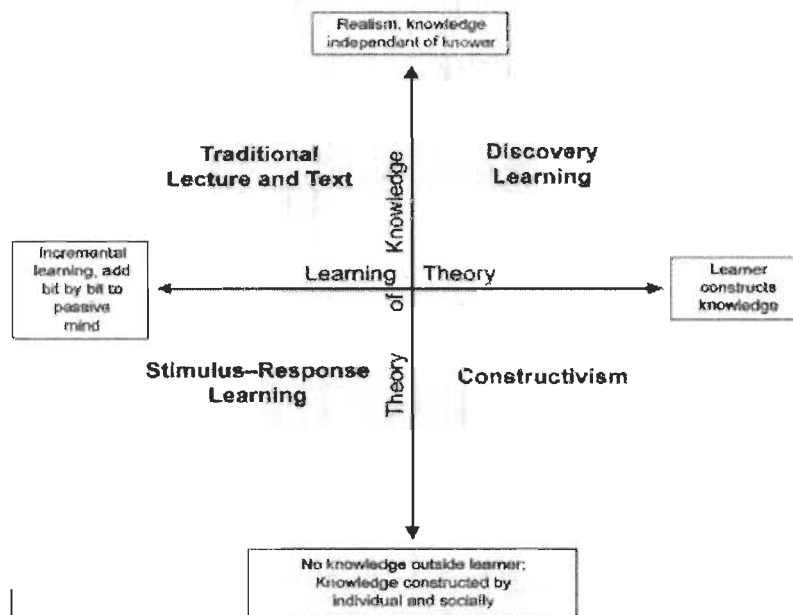 Realism, knowledge
independent of knower
Traditional
Lecture and Text
Discovery
Learning
Incremental
learning, add
bit by bit to
passive
mind
Learning Theory
Theory of Knowledge
Learner
constructs
knowledge
Stimulus–Response
Learning
Constructivism
No knowledge outside learner;
Knowledge constructed by
individual and socially